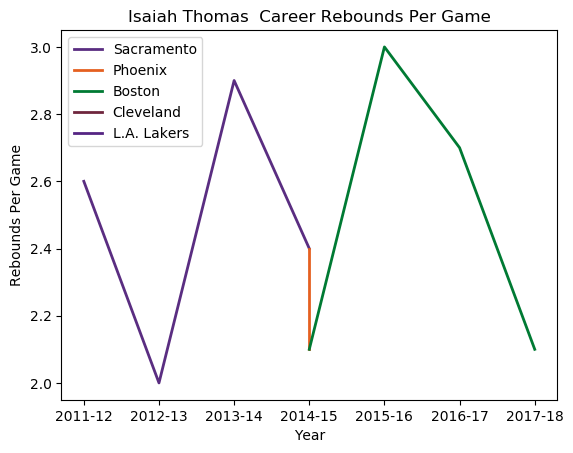 Isaiah Thomas  Career Rebounds Per Game
Sacramento
Phoenix
Boston
Cleveland
L.A. Lakers
3.0
2.8
2.6
2.4
2.2
2.0
Rebounds Per Game
2011-12 2012-13 2013-14 2014-15 2015-16 2016-17 2017-18
Year